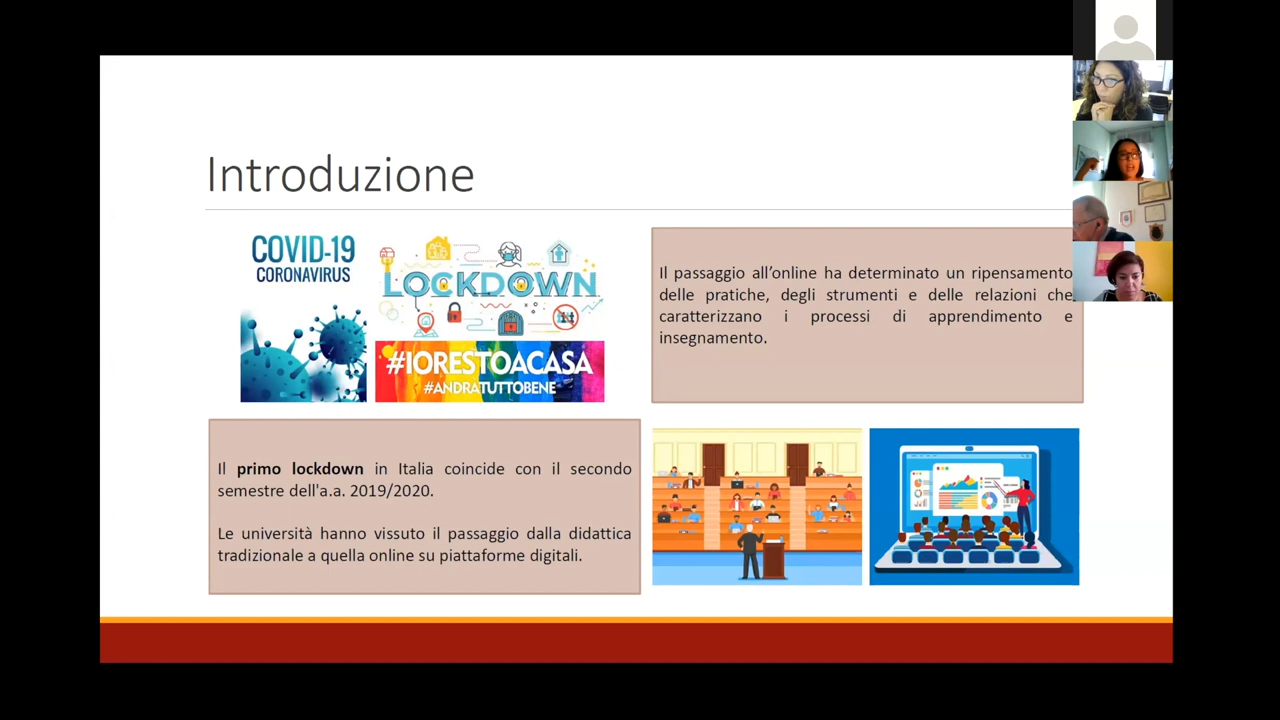 Introduzione
COVID-19
CORONAVIRUS
LOCKDOWN
#IORESTOACASA
#ANDRATUTTOBENE
Il passaggio all’online ha determinato un ripensamento
delle pratiche, degli strumenti e delle relazioni che
caratterizzano i processi di apprendimento e
insegnamento.
Il primo lockdown in Italia coincide con il secondo
semestre dell'a.a. 2019/2020.
Le università hanno vissuto il passaggio dalla didattica
tradizionale a quella online su piattaforme digitali.